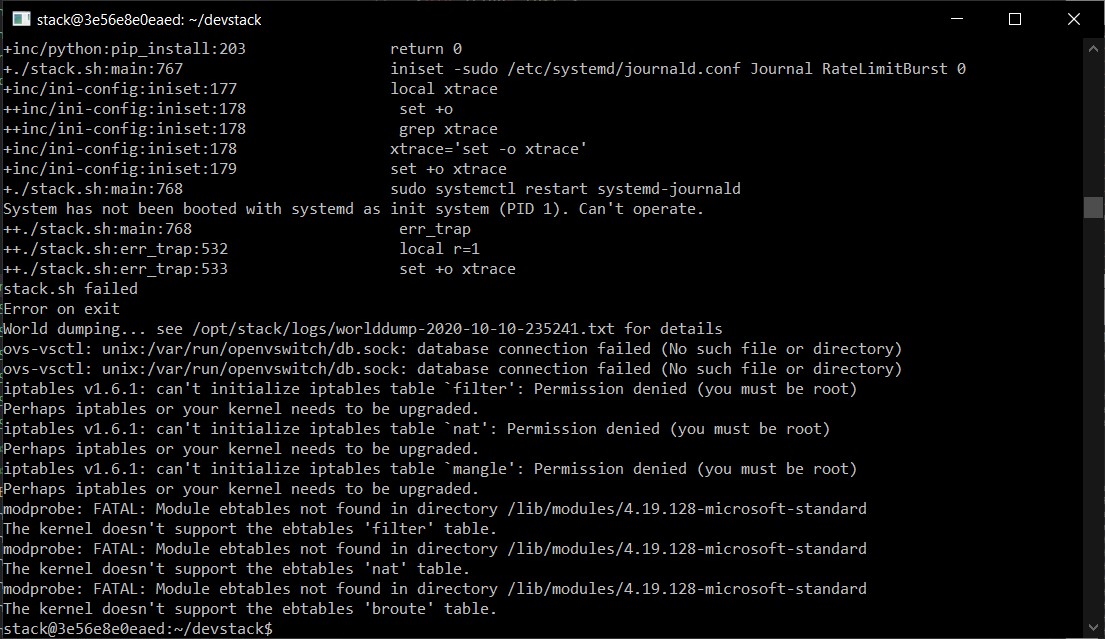 stack@3e56e8e0eaed: ~/devstack
+inc/python:pip_install:203 return 0
+./stack.sh:main:767 iniset -sudo /etc/systemd/journald.conf Journal RateLimitBurst 0
+inc/ini-config:iniset:177 local xtrace
++inc/ini-config:iniset:178 set +o
++inc/ini-config:iniset:178 grep xtrace
+inc/ini-config:iniset:178 xtrace='set -o xtrace'
+inc/ini-config:iniset:179 set +o xtrace
+./stack.sh:main:768 sudo systemctl restart systemd-journald
System has not been booted with systemd as init system (PID 1). Can't operate.
++./stack.sh:main:768 err_trap
++./stack.sh:err_trap:532 local r=1
++./stack.sh:err_trap:533 set +o xtrace
stack.sh failed
Error on exit
World dumping... see /opt/stack/logs/worlddump-2020-10-10-235241.txt for details
ovs-vsctl: unix:/var/run/openvswitch/db.sock: database connection failed (No such file or directory)
ovs-vsctl: unix:/var/run/openvswitch/db.sock: database connection failed (No such file or directory)
iptables v1.6.1: can't initialize iptables table `filter': Permission denied (you must be root)
Perhaps iptables or your kernel needs to be upgraded.
iptables v1.6.1: can't initialize iptables table `nat': Permission denied (you must be root)
Perhaps iptables or your kernel needs to be upgraded.
iptables v1.6.1: can't initialize iptables table `mangle': Permission denied (you must be root)
Perhaps iptables or your kernel needs to be upgraded.
modprobe: FATAL: Module ebtables not found in directory /lib/modules/4.19.128-microsoft-standard
The kernel doesn't support the ebtables 'filter' table.
modprobe: FATAL: Module ebtables not found in directory /lib/modules/4.19.128-microsoft-standard
The kernel doesn't support the ebtables 'nat' table.
modprobe: FATAL: Module ebtables not found in directory /lib/modules/4.19.128-microsoft-standard
The kernel doesn't support the ebtables 'broute' table.
stack@3e56e8e0eaed:~/devstack$